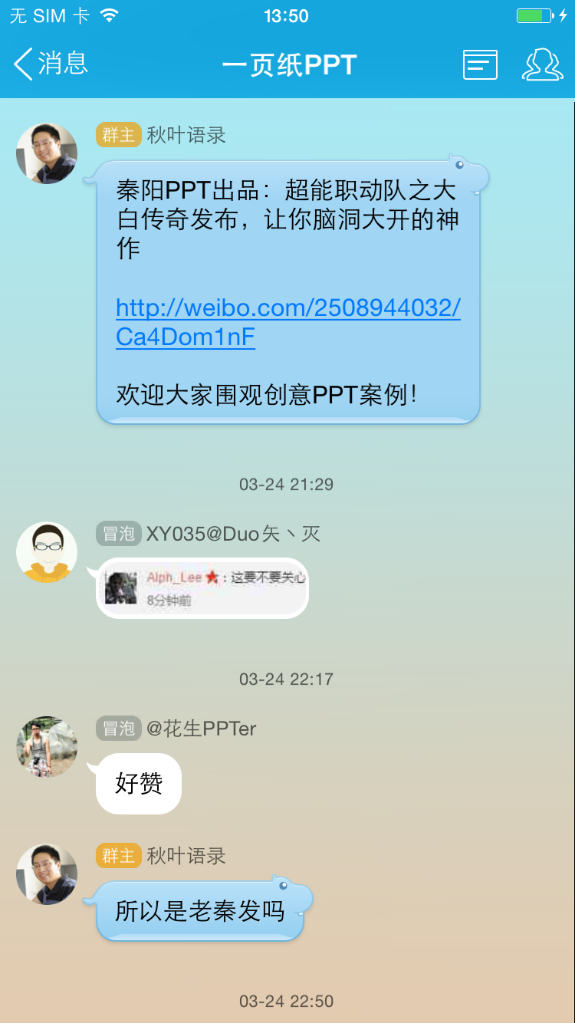 无 SIM 卡
13:50
消息
一页纸PPT
群主 秋叶语录
秦阳PPT出品：超能职动队之大
白传奇发布，让你脑洞大开的神
作
http://weibo.com/2508944032/
Ca4Dom1nF
欢迎大家围观创意PPT案例！
03-24 21:29
冒泡 XY035@Duo矢丶灭
Alph_Lee★：这要不要关心
8分钟前
03-24 22:17
冒泡 @花生PPTer
好赞
群主 秋叶语录
所以是老秦发吗
03-24 22:50